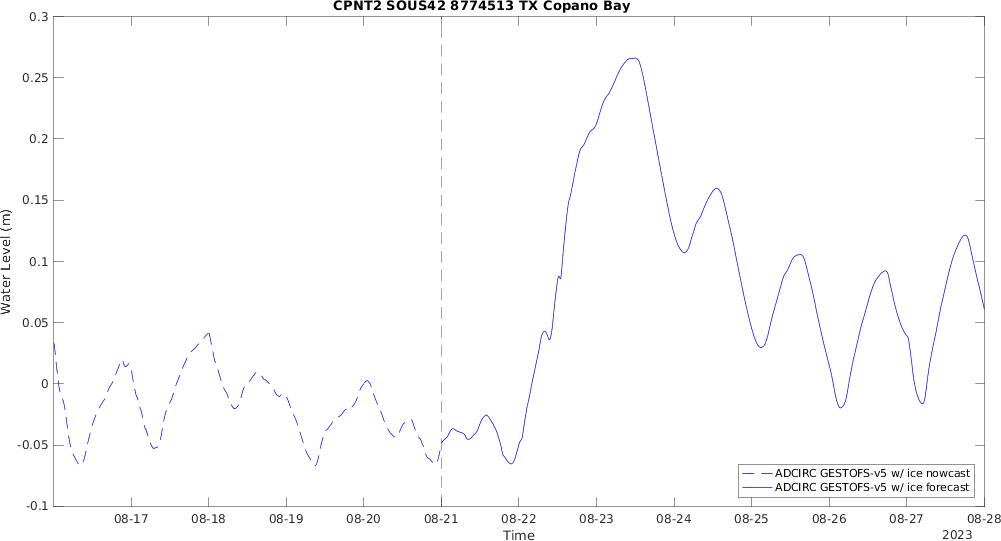 CPNT2 SOUS42 8774513 TX Copano Bay
0.3
0.25
0.2
0.15
0.1
0.05
0
-0.05
-0.1
Water Level (m)
08-17 08-18 08-19 08-20 08-21 08-22 08-23 08-24 08-25 08-26 08-27 08-28
Time
2023
ADCIRC GESTOFS-v5 w/ ice nowcast
ADCIRC GESTOFS-v5 w/ ice forecast